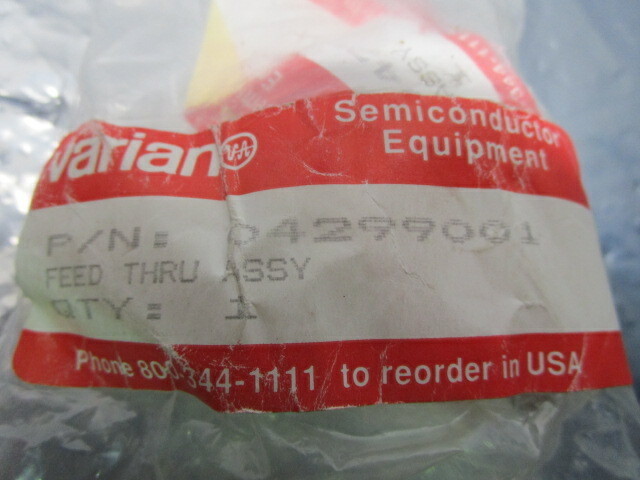 varian
Semiconductor
Equipment
P/N: 04299001
FEED THRU ASSY
QTY: 1
Phone 800-344-1111 to reorder in USA